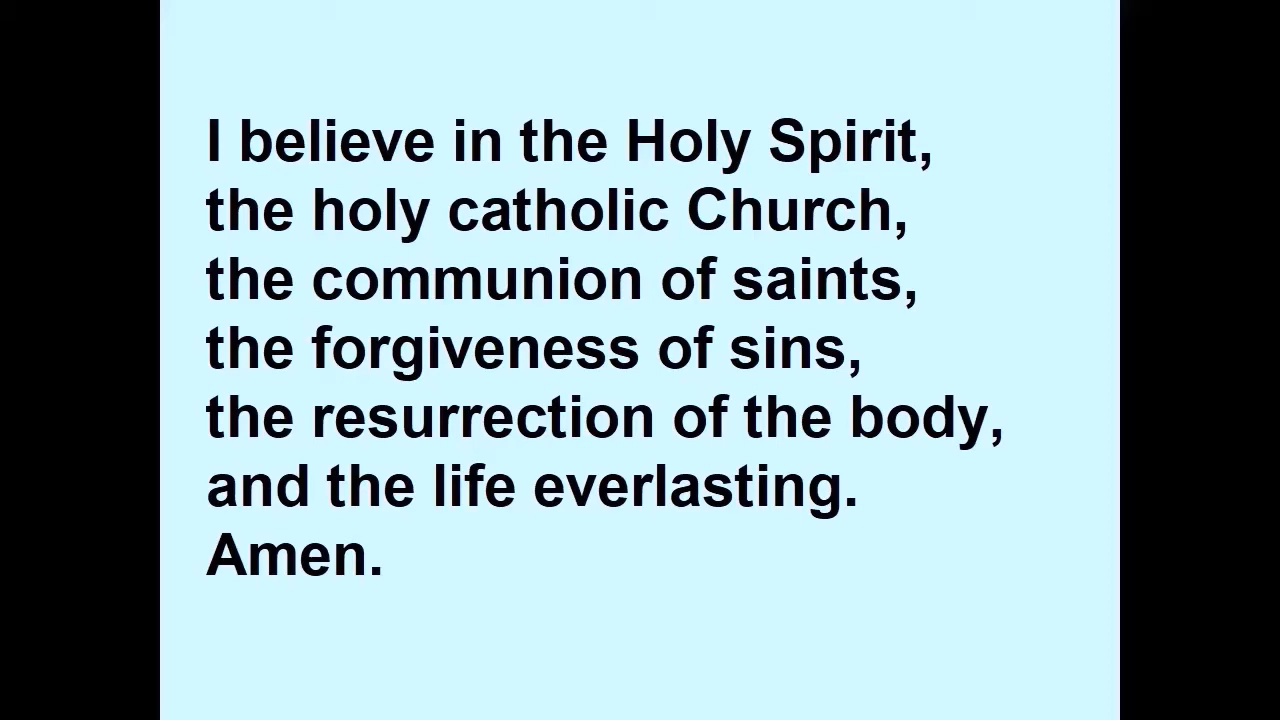 I believe in the Holy Spirit,
the holy catholic Church,
the communion of saints,
the forgiveness of sins,
the resurrection of the body,
and the life everlasting.
Amen.